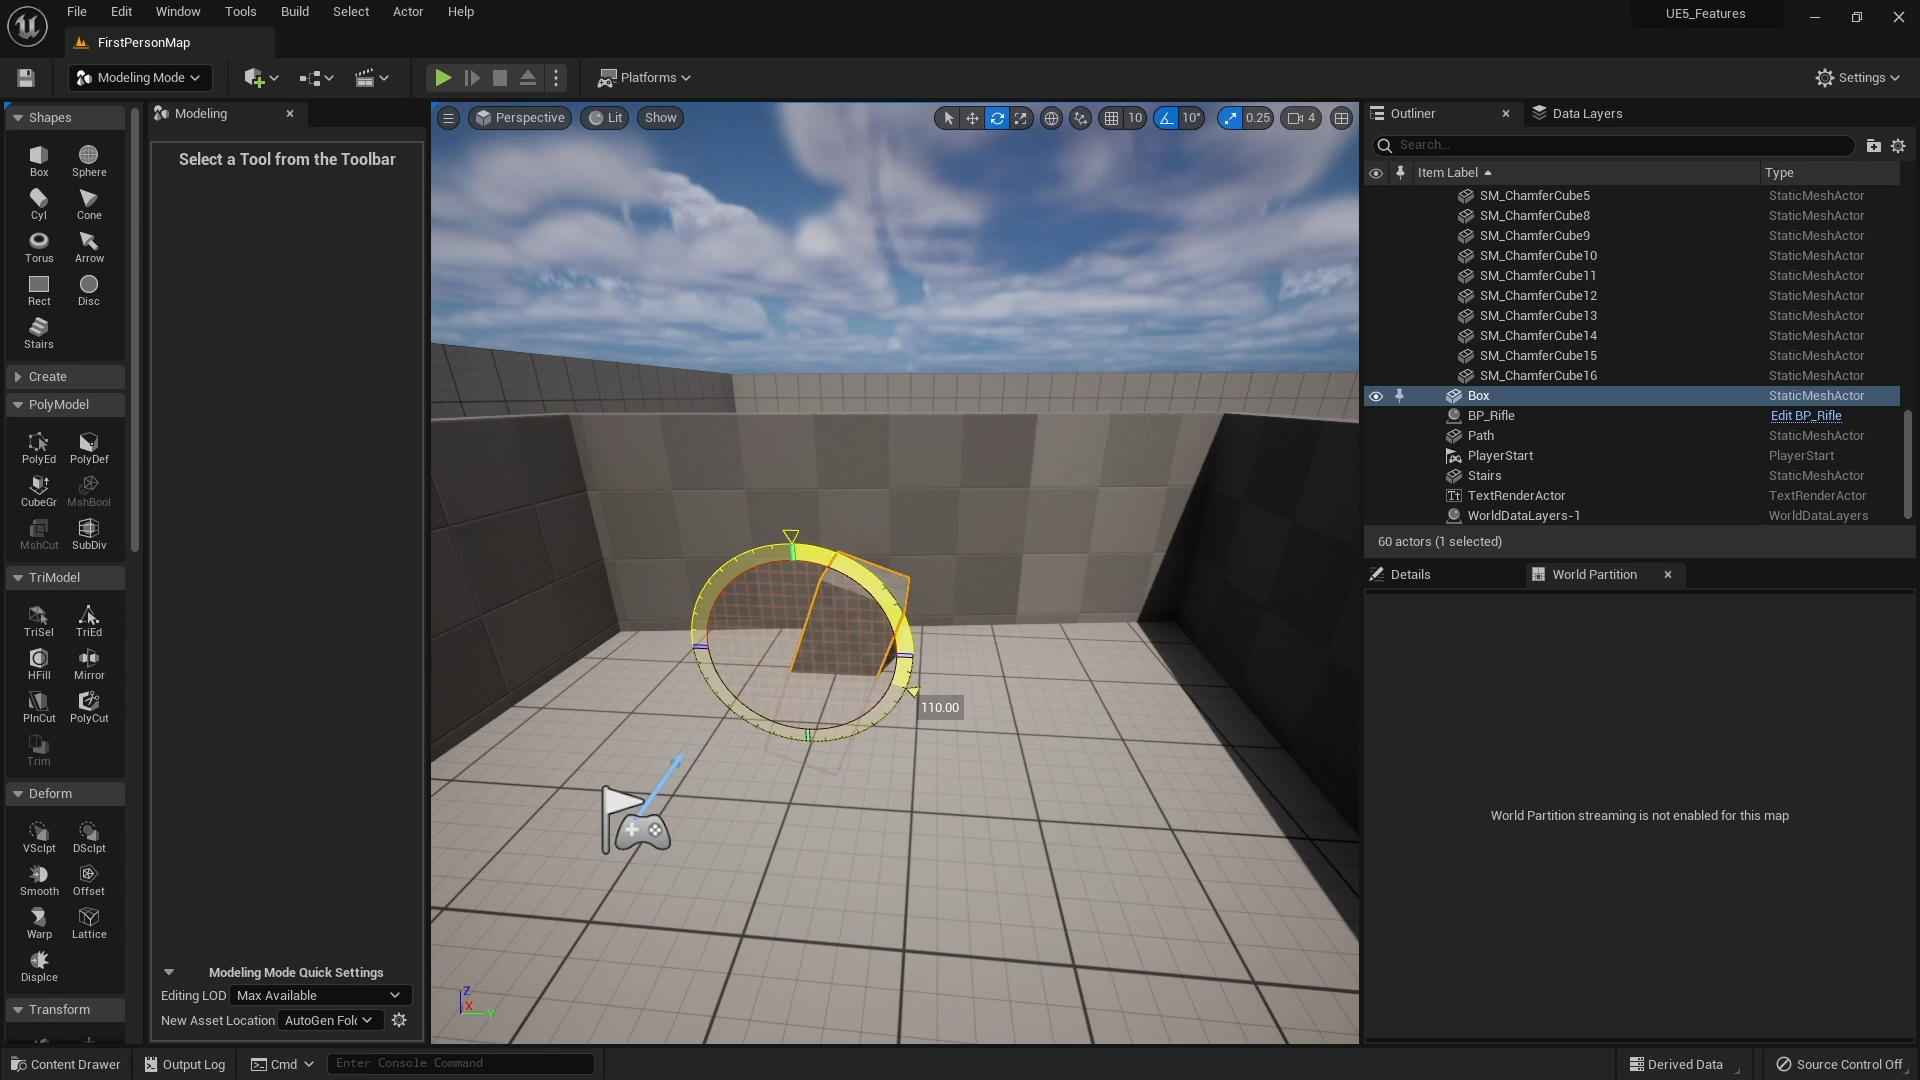 File Edit Window Tools Build Select Actor Help
UE5_Features
FirstPersonMap
Modeling Mode
Platforms
Settings
Shapes
Box Sphere
Cyl Cone
Torus Arrow
Rect Disc
Stairs
Create
PolyModel
PolyEd PolyDef
CubeGr MshBool
MshCut SubDiv
TriModel
TriSel TriEd
HFill Mirror
PlnCut PolyCut
Trim
Deform
VSclpt DSclpt
Smooth Offset
Warp Lattice
Displce
Transform
Modeling
Select a Tool from the Toolbar
Modeling Mode Quick Settings
Editing LOD Max Available
New Asset Location AutoGen Fol
Perspective Lit Show
10 10° 0.25 4
110.00
Z
X
Y
Outliner Data Layers
Search...
Item Label Type
SM_ChamferCube5 StaticMeshActor
SM_ChamferCube8 StaticMeshActor
SM_ChamferCube9 StaticMeshActor
SM_ChamferCube10 StaticMeshActor
SM_ChamferCube11 StaticMeshActor
SM_ChamferCube12 StaticMeshActor
SM_ChamferCube13 StaticMeshActor
SM_ChamferCube14 StaticMeshActor
SM_ChamferCube15 StaticMeshActor
SM_ChamferCube16 StaticMeshActor
Box StaticMeshActor
BP_Rifle Edit BP_Rifle
Path StaticMeshActor
PlayerStart PlayerStart
Stairs StaticMeshActor
TextRenderActor TextRenderActor
WorldDataLayers-1 WorldDataLayers
60 actors (1 selected)
Details World Partition
World Partition streaming is not enabled for this map
Content Drawer Output Log Cmd Enter Console Command
Derived Data Source Control Off